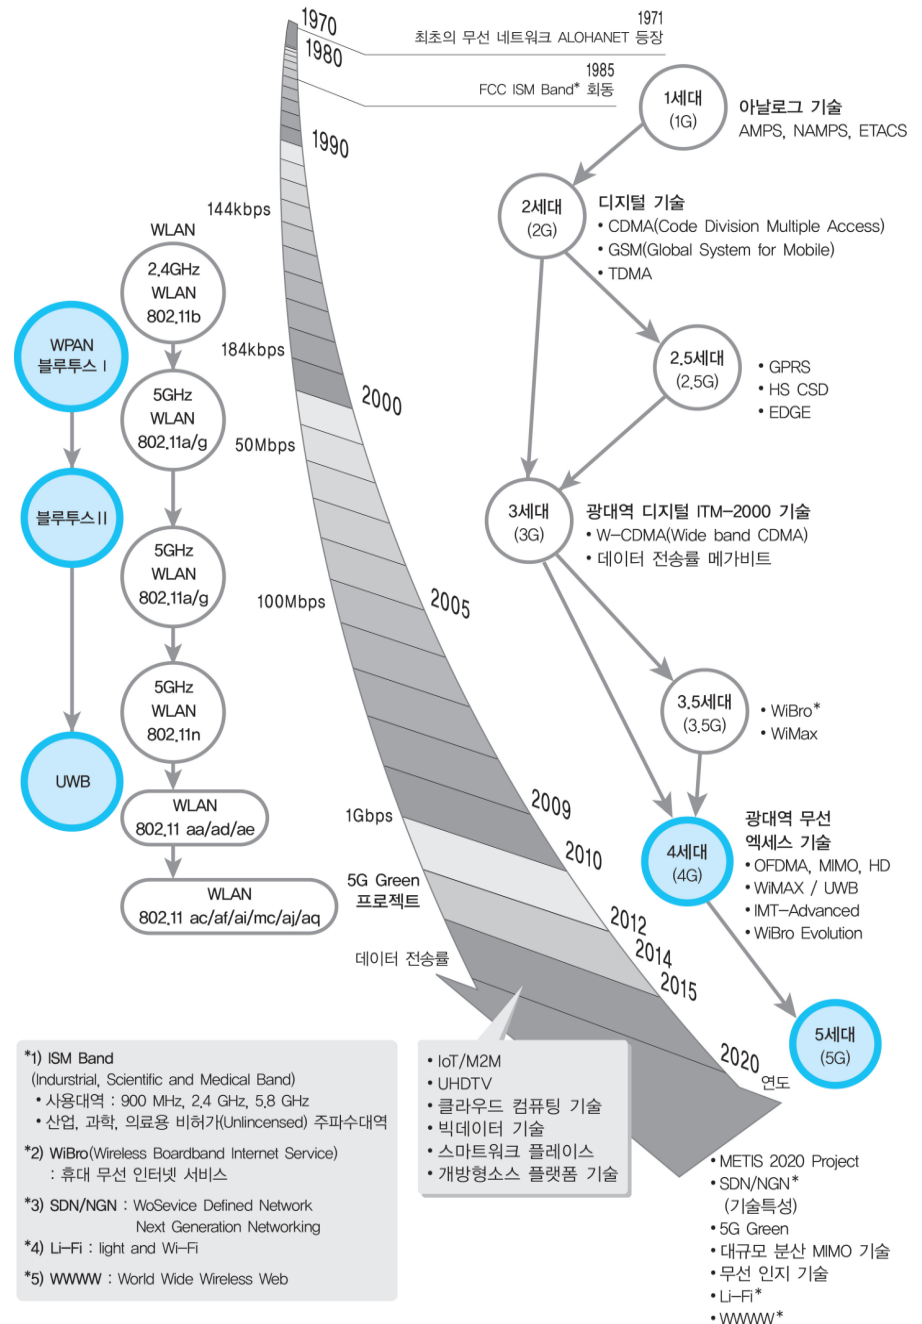 1970
1971
최초의 무선 네트워크 ALOHANET 등장
1980
1985
FCC ISM Band* 회동
1990
1세대
(1G)
아날로그 기술
AMPS, NAMPS, ETACS
2세대
(2G)
디지털 기술
• CDMA(Code Division Multiple Access)
• GSM(Global System for Mobile)
• TDMA
144kbps
WLAN
2.4GHz
WLAN
802.11b
WPAN
블루투스 I
184kbps
2.5세대
(2.5G)
• GPRS
• HS CSD
• EDGE
5GHz
WLAN
802.11a/g
2000
50Mbps
블루투스II
3세대
(3G)
광대역 디지털 ITM-2000 기술
• W-CDMA(Wide band CDMA)
• 데이터 전송률 메가비트
5GHz
WLAN
802.11a/g
100Mbps
2005
5GHz
WLAN
802.11n
3.5세대
(3.5G)
• WiBro*
• WiMax
UWB
WLAN
802.11 aa/ad/ae
1Gbps
2009
2010
4세대
(4G)
광대역 무선
엑세스 기술
• OFDMA, MIMO, HD
• WiMAX / UWB
• IMT-Advanced
• WiBro Evolution
WLAN
802.11 ac/af/ai/mc/aj/aq
5G Green
프로젝트
2012
2014
2015
데이터 전송률
2020
연도
5세대
(5G)
*1) ISM Band
(Indurstrial, Scientific and Medical Band)
• 사용대역 : 900 MHz, 2.4 GHz, 5.8 GHz
• 산업, 과학, 의료용 비허가(Unlincensed) 주파수대역
*2) WiBro(Wireless Boardband Internet Service)
: 휴대 무선 인터넷 서비스
*3) SDN/NGN : WoSevice Defined Network
Next Generation Networking
*4) Li-Fi : light and Wi-Fi
*5) WWWW : World Wide Wireless Web
• IoT/M2M
• UHDTV
• 클라우드 컴퓨팅 기술
• 빅데이터 기술
• 스마트워크 플레이스
• 개방형소스 플랫폼 기술
• METIS 2020 Project
• SDN/NGN*
(기술특성)
• 5G Green
• 대규모 분산 MIMO 기술
• 무선 인지 기술
• Li-Fi*
• WWWW*